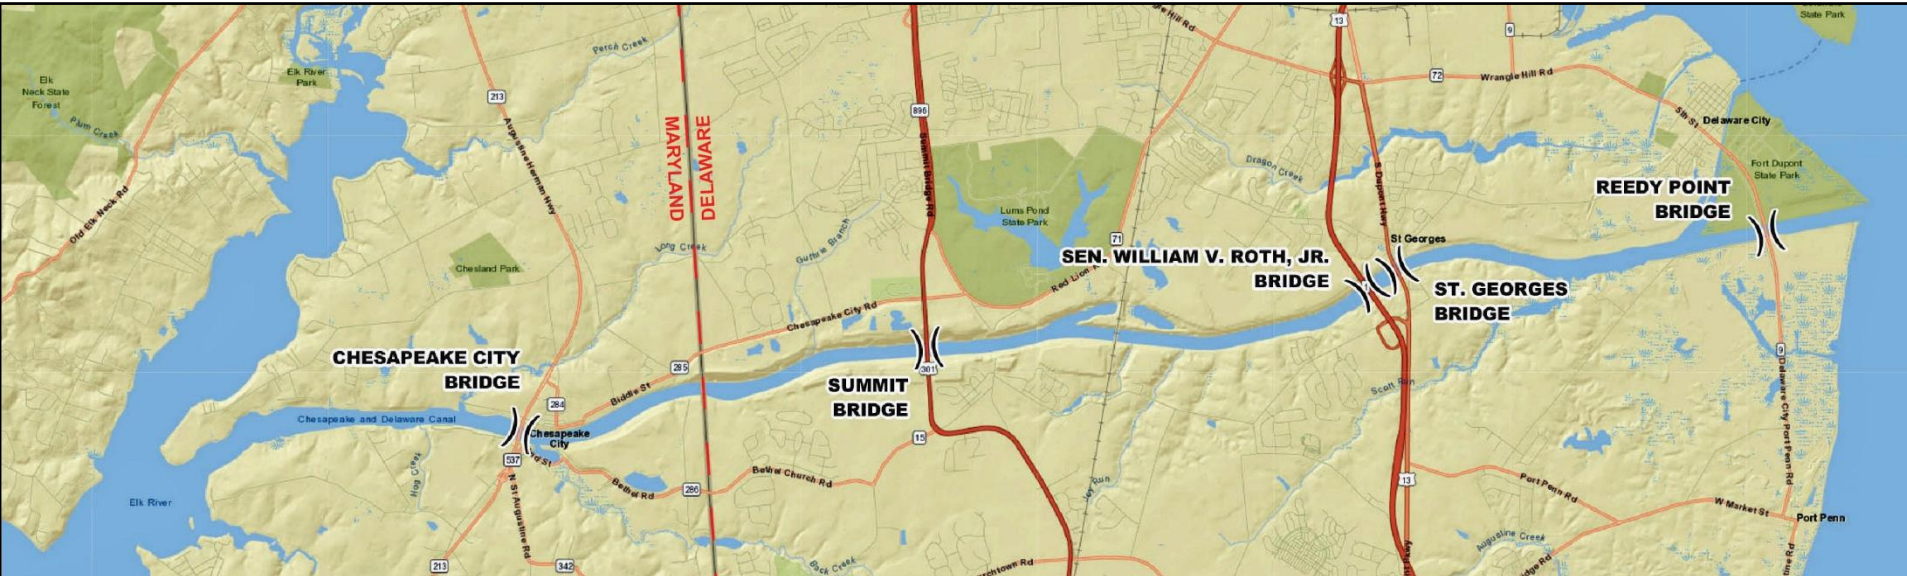 State Park
13
9
Elk
Neck State
Forest
Elk River
Park
Perch Creek
72
Wrangle Hill Rd
213
896
Plum Creek
5th St
Delaware City
Augustine Herman Hwy
MARYLAND
DELAWARE
Summit Bridge Rd
Dragon Creek
S Dupont Hwy
Fort Dupont
State Park
REEDY POINT
BRIDGE
Old Elk Neck Rd
Lums Pond
State Park
71
Long Creek
Guthrie Branch
St Georges
SEN. WILLIAM V. ROTH, JR.
BRIDGE
Chesland Park
Red Lion
ST. GEORGES
BRIDGE
Chesapeake City Rd
CHESAPEAKE CITY
BRIDGE
285
301
9
SUMMIT
BRIDGE
Biddle St
Scott Run
284
Chesapeake and Delaware Canal
Chesapeake
City
15
Delaware City Port Penn Rd
537
Hog Creek
Bethel Rd
286
Bethel Church Rd
13
Port Penn Rd
Elk River
N St Augustine Rd
Joy Run
W Market St
Port Penn
Augustine Creek
213
342
Back Creek